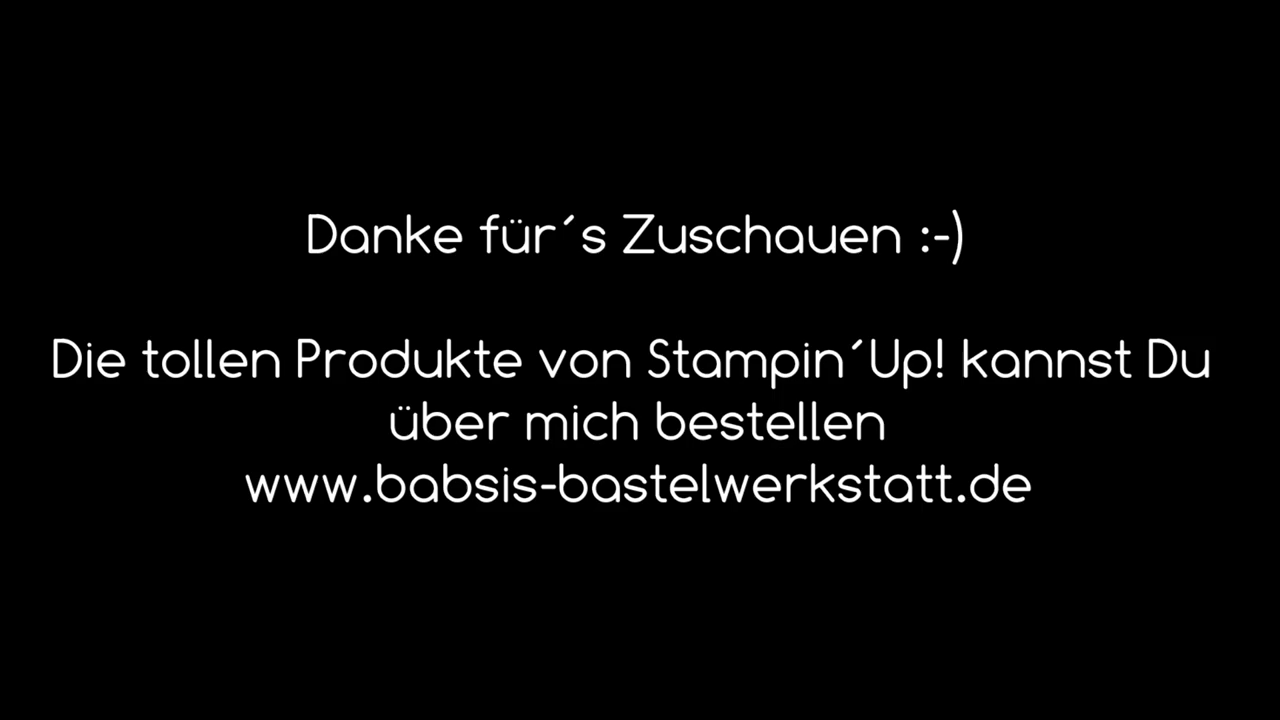 Danke für´s Zuschauen :-)
Die tollen Produkte von Stampin´Up! kannst Du
über mich bestellen
www.babsis-bastelwerkstatt.de